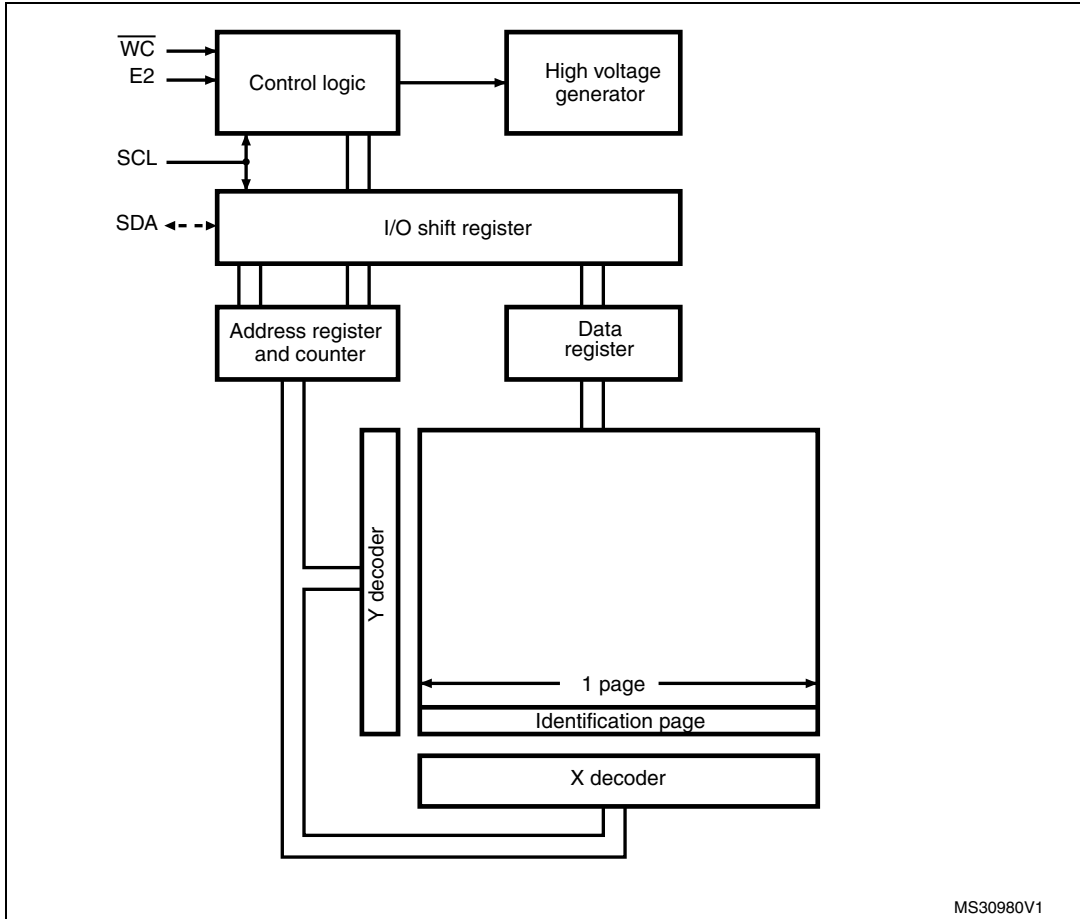 W̅C̅
E2
Control logic
High voltage
generator
SCL
SDA
I/O shift register
Address register
and counter
Data
register
Y decoder
1 page
Identification page
X decoder
MS30980V1